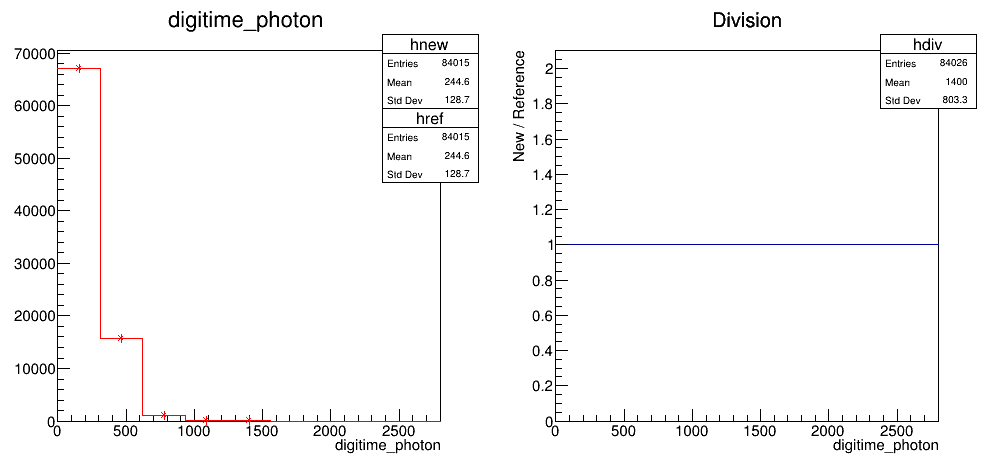 digitime_photon
hnew
Entries 84015
Mean 244.6
Std Dev 128.7
href
Entries 84015
Mean 244.6
Std Dev 128.7
70000
60000
50000
40000
30000
20000
10000
0
0 500 1000 1500 2000 2500
digitime_photon
Division
hdiv
Entries 84026
Mean 1400
Std Dev 803.3
New / Reference
2
1.8
1.6
1.4
1.2
1
0.8
0.6
0.4
0.2
0
0 500 1000 1500 2000 2500
digitime_photon